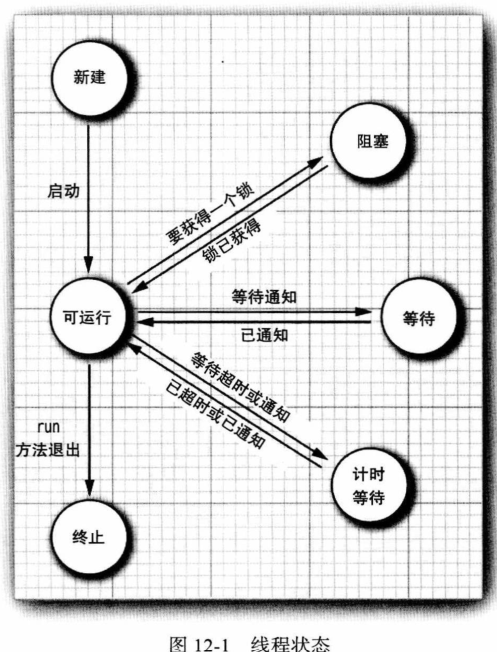 新建
阻塞
启动
要获得一个锁
锁已获得
可运行
等待通知
已通知
等待
等待超时或通知
已超时或已通知
run
方法退出
计时
等待
终止
图 12-1 线程状态